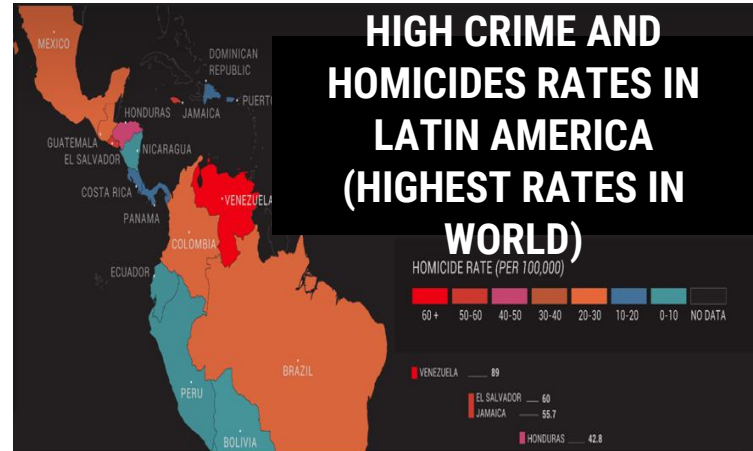 HIGH CRIME AND
HOMICIDES RATES IN
LATIN AMERICA
(HIGHEST RATES IN
WORLD)
MEXICO
DOMINICAN
REPUBLIC
HONDURAS
JAMAICA
GUATEMALA
EL SALVADOR
NICARAGUA
COSTA RICA
PANAMA
VENEZUELA
COLOMBIA
ECUADOR
BRAZIL
PERU
BOLIVIA
HOMICIDE RATE (PER 100,000)
60 + 50-60 40-50 30-40 20-30 10-20 0-10 NO DATA
VENEZUELA 89
EL SALVADOR 60
JAMAICA 55.7
HONDURAS 42.8